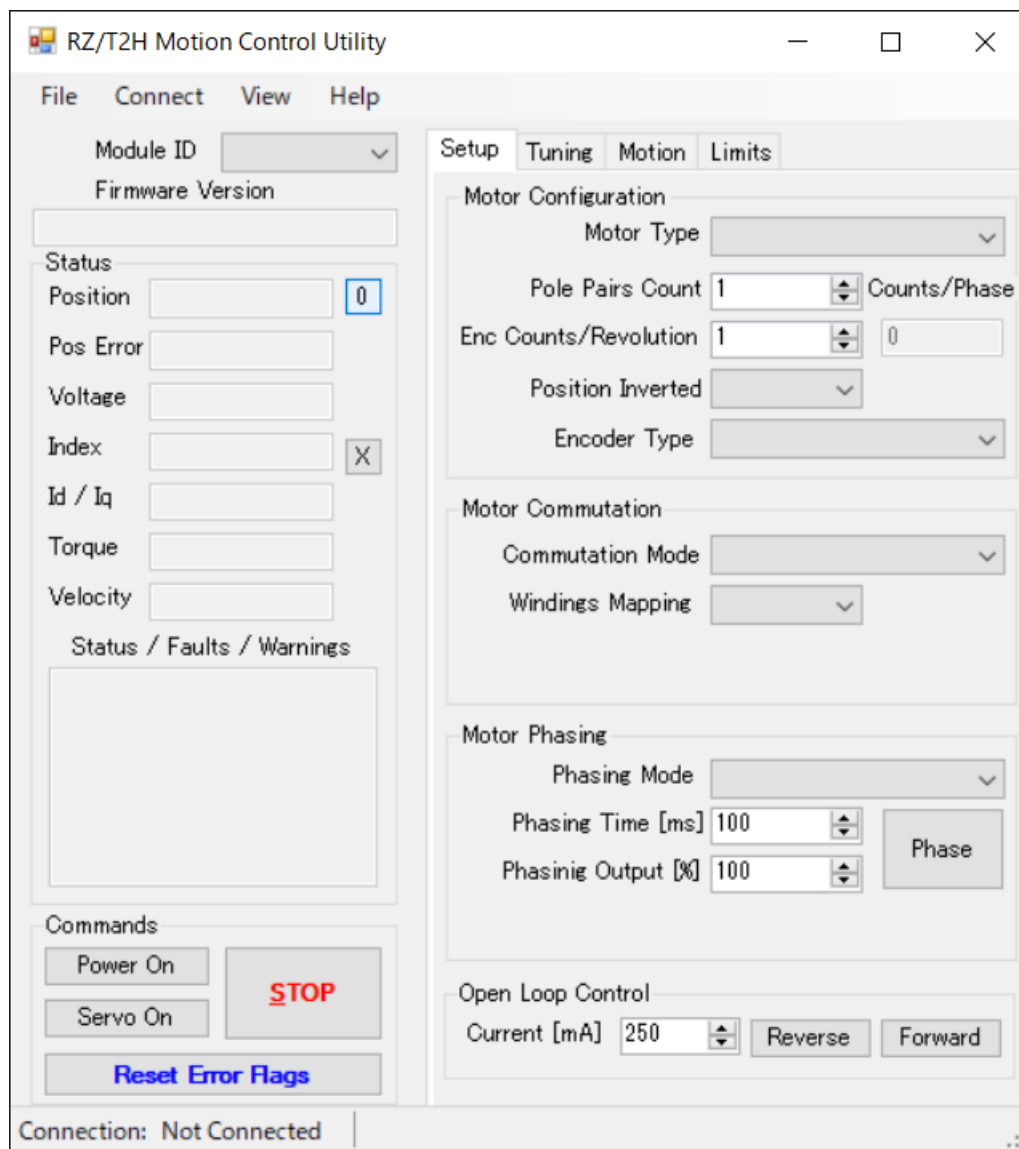 RZ/T2H Motion Control Utility
File Connect View Help
Module ID
Firmware Version
Status
Position 0
Pos Error
Voltage
Index X
Id / Iq
Torque
Velocity
Status / Faults / Warnings
Commands
Power On
Servo On
STOP
Reset Error Flags
Setup Tuning Motion Limits
Motor Configuration
Motor Type
Pole Pairs Count 1 Counts/Phase
Enc Counts/Revolution 1 0
Position Inverted
Encoder Type
Motor Commutation
Commutation Mode
Windings Mapping
Motor Phasing
Phasing Mode
Phasing Time [ms] 100
Phasinig Output [%] 100
Phase
Open Loop Control
Current [mA] 250 Reverse Forward
Connection: Not Connected